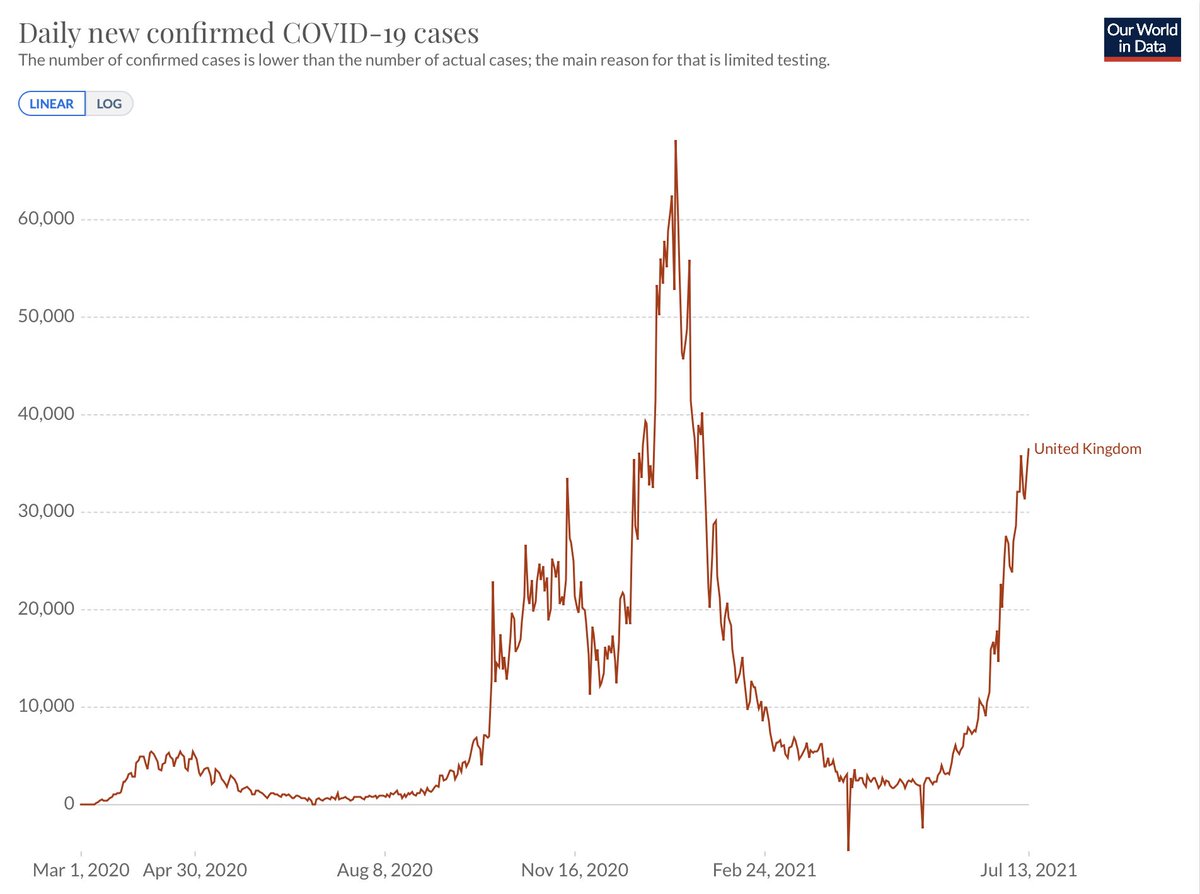 Daily new confirmed COVID-19 cases
Our World
in Data
The number of confirmed cases is lower than the number of actual cases; the main reason for that is limited testing.
LINEAR LOG
60,000
50,000
40,000
United Kingdom
30,000
20,000
10,000
0
Mar 1, 2020 Apr 30, 2020 Aug 8, 2020 Nov 16, 2020 Feb 24, 2021 Jul 13, 2021